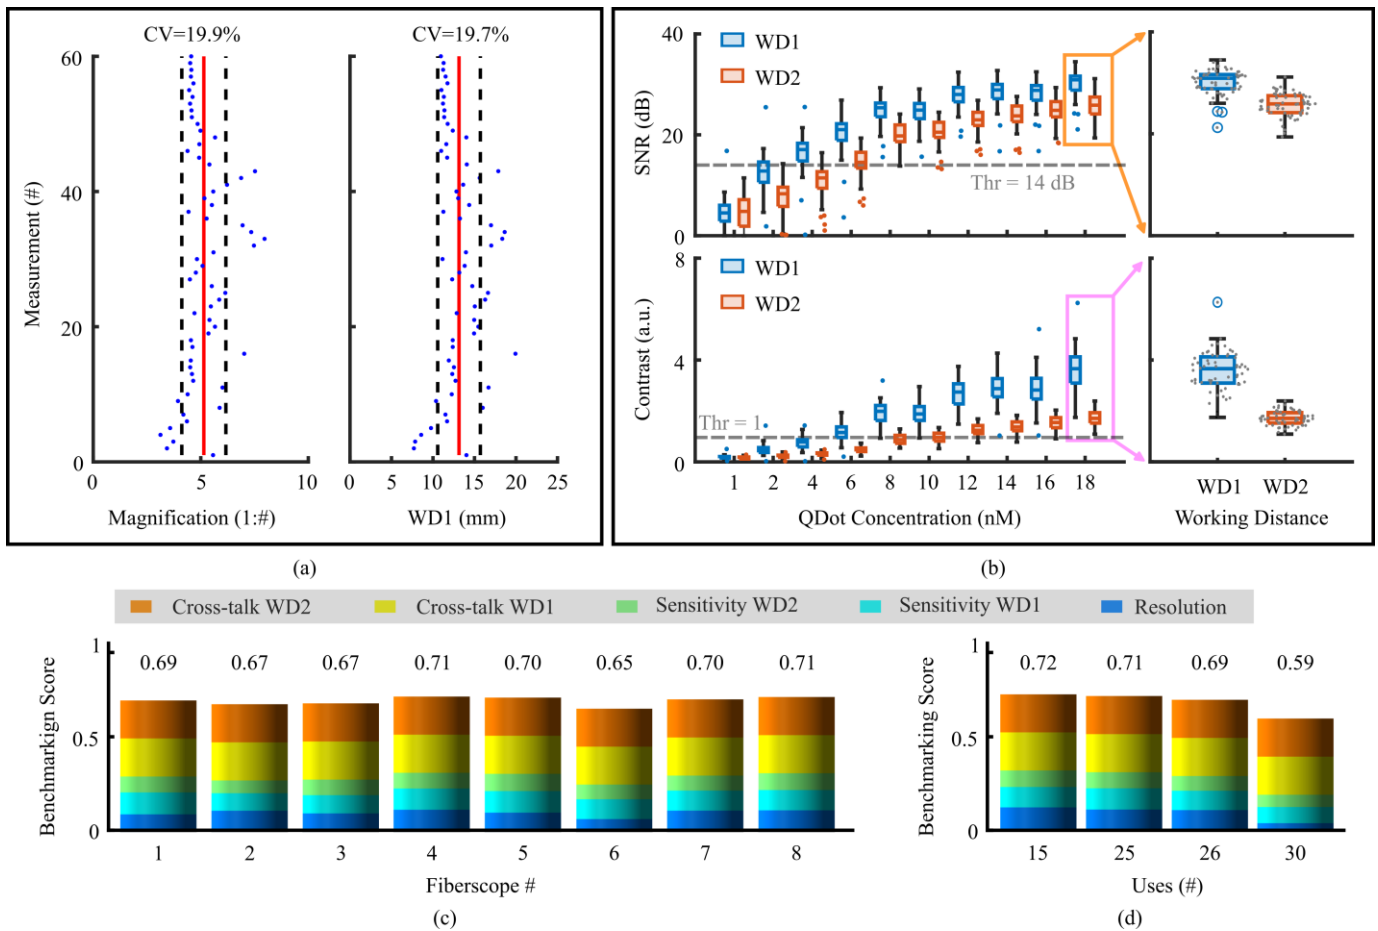 CV=19.9%
CV=19.7%
60
40
20
0
Measurement (#)
0
5
10
0
5
10
15
20
25
Magnification (1:#)
WD1 (mm)
(a)
40
20
0
SNR (dB)
WD1
WD2
Thr = 14 dB
8
4
0
Contrast (a.u.)
WD1
WD2
Thr = 1
1
2
4
6
8
10
12
14
16
18
QDot Concentration (nM)
WD1
WD2
Working Distance
(b)
Cross-talk WD2
Cross-talk WD1
Sensitivity WD2
Sensitivity WD1
Resolution
1
0.5
0
Benchmarkign Score
0.69
0.67
0.67
0.71
0.70
0.65
0.70
0.71
1
2
3
4
5
6
7
8
Fiberscope #
(c)
1
0.5
0
Benchmarking Score
0.72
0.71
0.69
0.59
15
25
26
30
Uses (#)
(d)